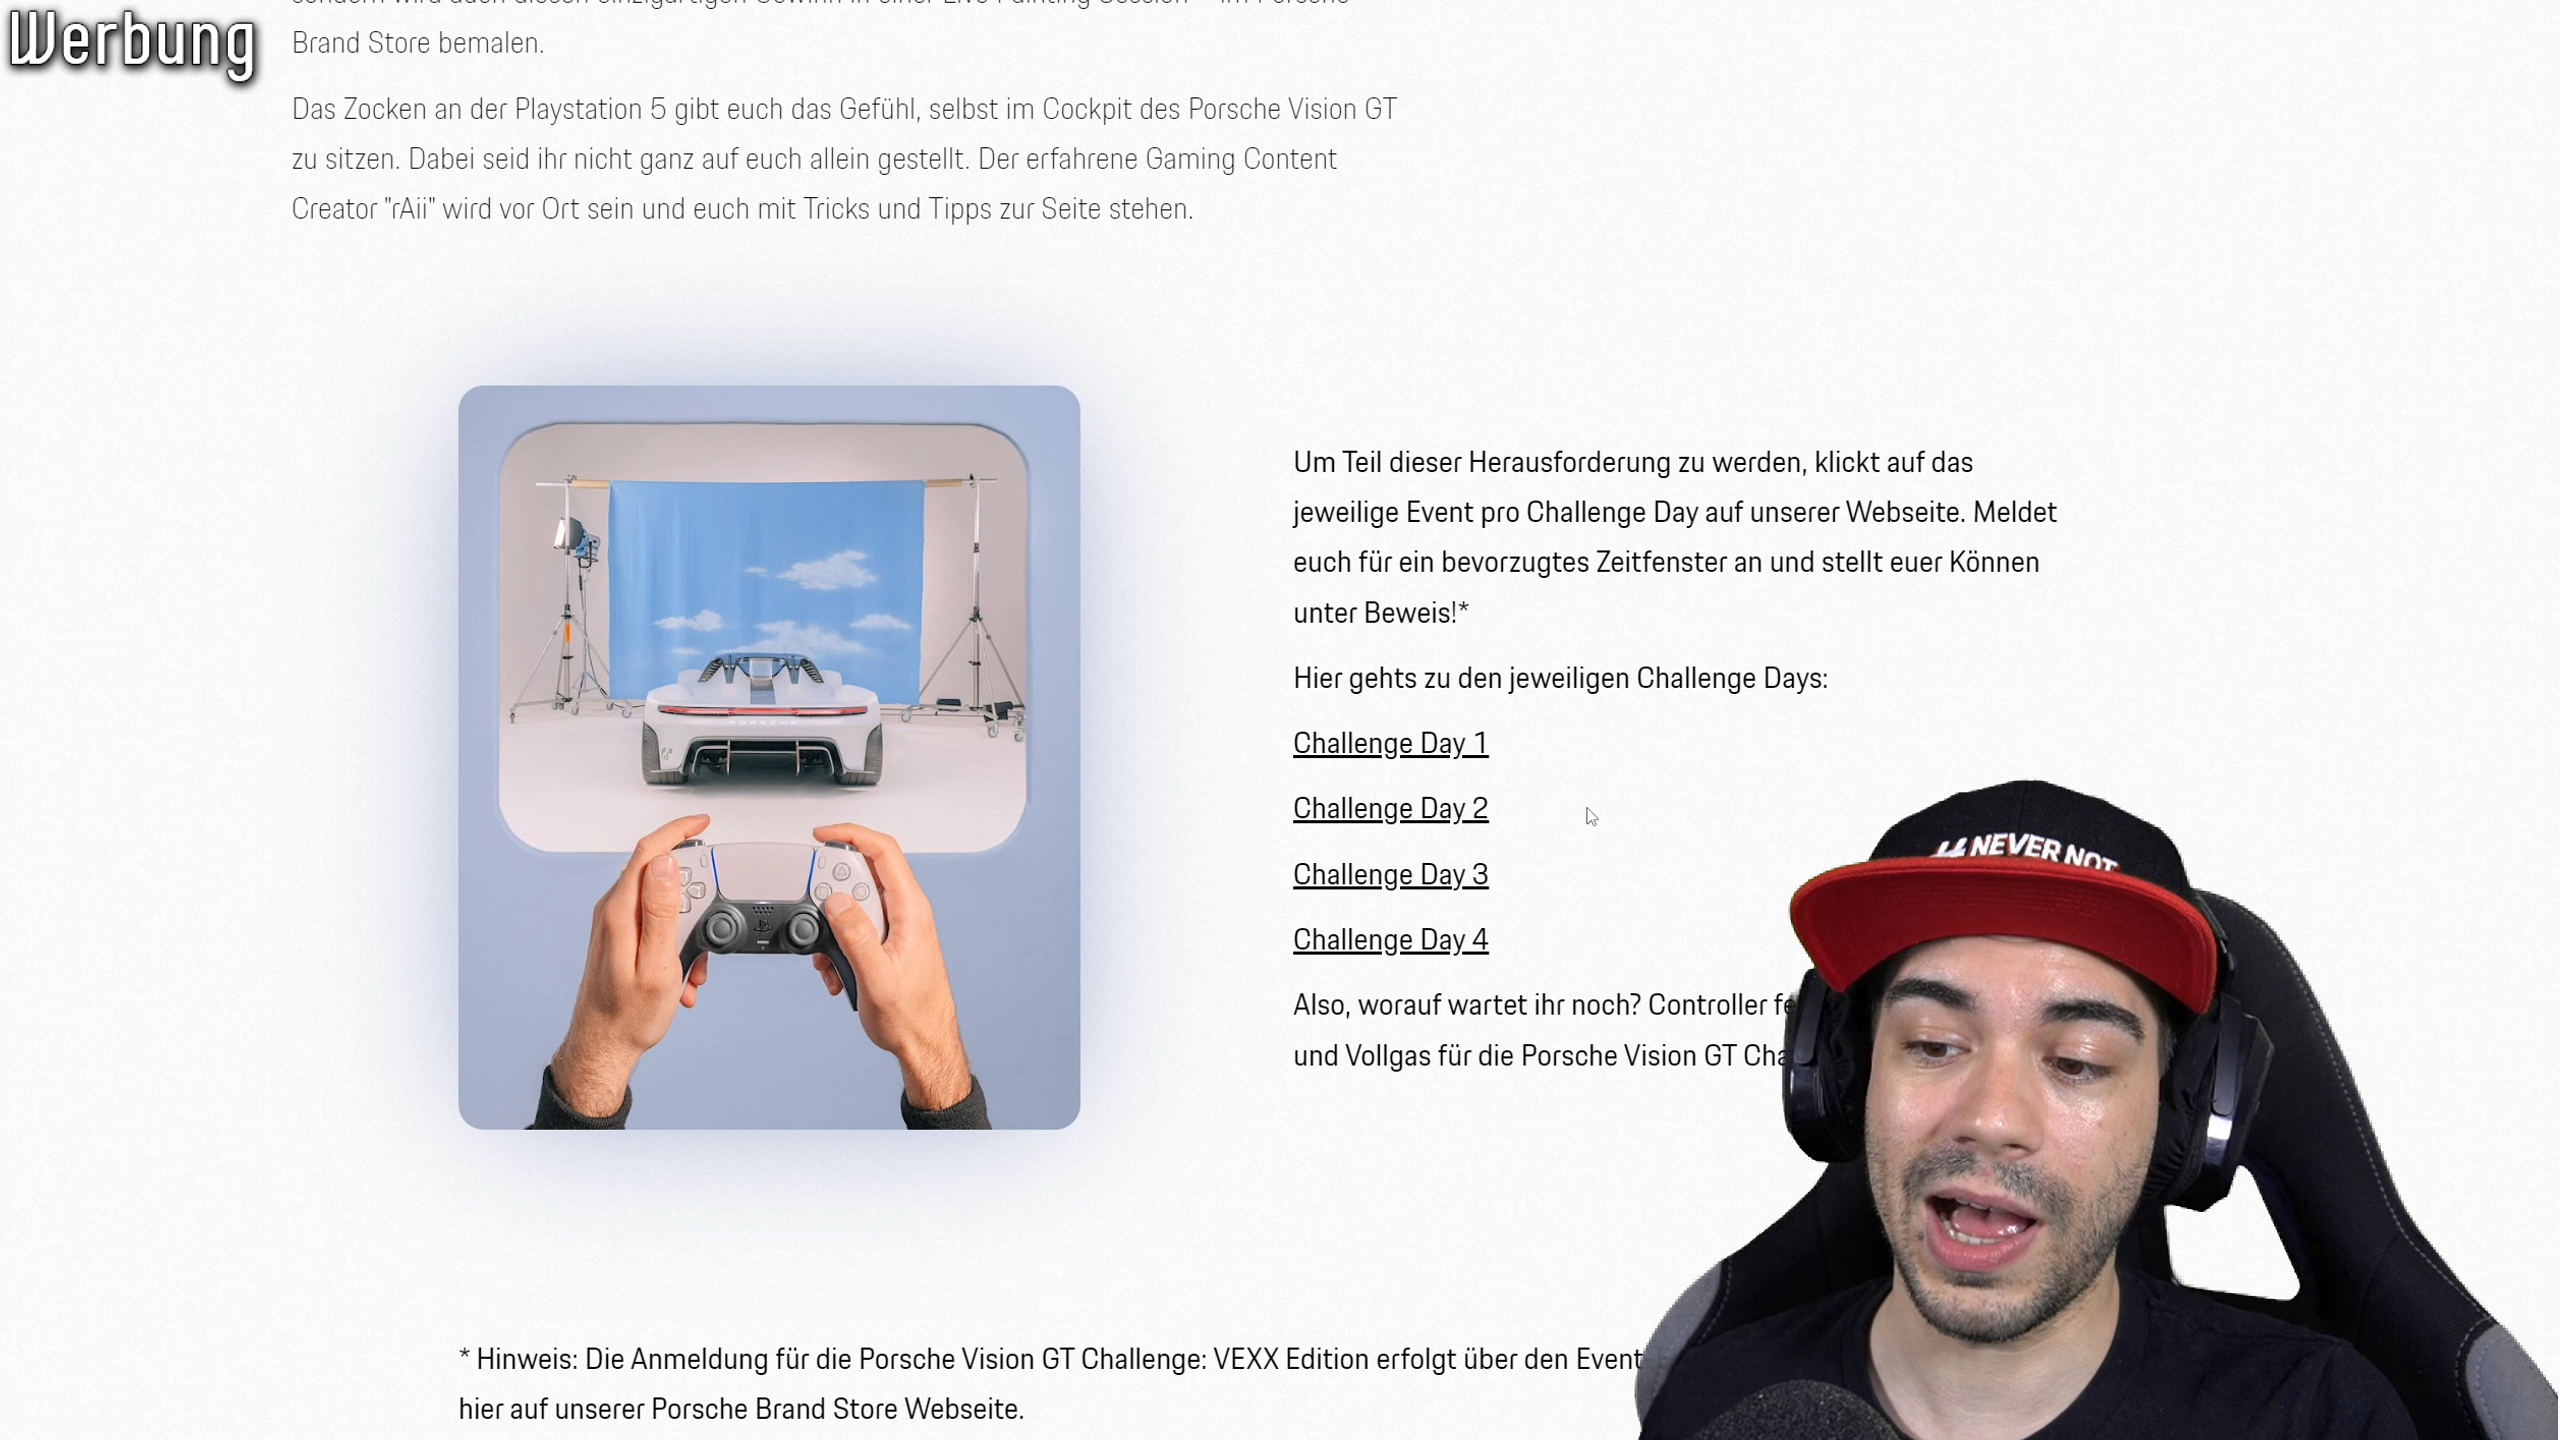 Werbung
Brand Store bemalen.
Das Zocken an der Playstation 5 gibt euch das Gefühl, selbst im Cockpit des Porsche Vision GT
zu sitzen. Dabei seid ihr nicht ganz auf euch allein gestellt. Der erfahrene Gaming Content
Creator "rAii" wird vor Ort sein und euch mit Tricks und Tipps zur Seite stehen.
PORSCHE
Um Teil dieser Herausforderung zu werden, klickt auf das
jeweilige Event pro Challenge Day auf unserer Webseite. Meldet
euch für ein bevorzugtes Zeitfenster an und stellt euer Können
unter Beweis!*
Hier gehts zu den jeweiligen Challenge Days:
Challenge Day 1
Challenge Day 2
Challenge Day 3
Challenge Day 4
Also, worauf wartet ihr noch? Controller
und Vollgas für die Porsche Vision GT
# NEVER NOT
* Hinweis: Die Anmeldung für die Porsche Vision GT Challenge: VEXX Edition erfolgt über den Event
hier auf unserer Porsche Brand Store Webseite.